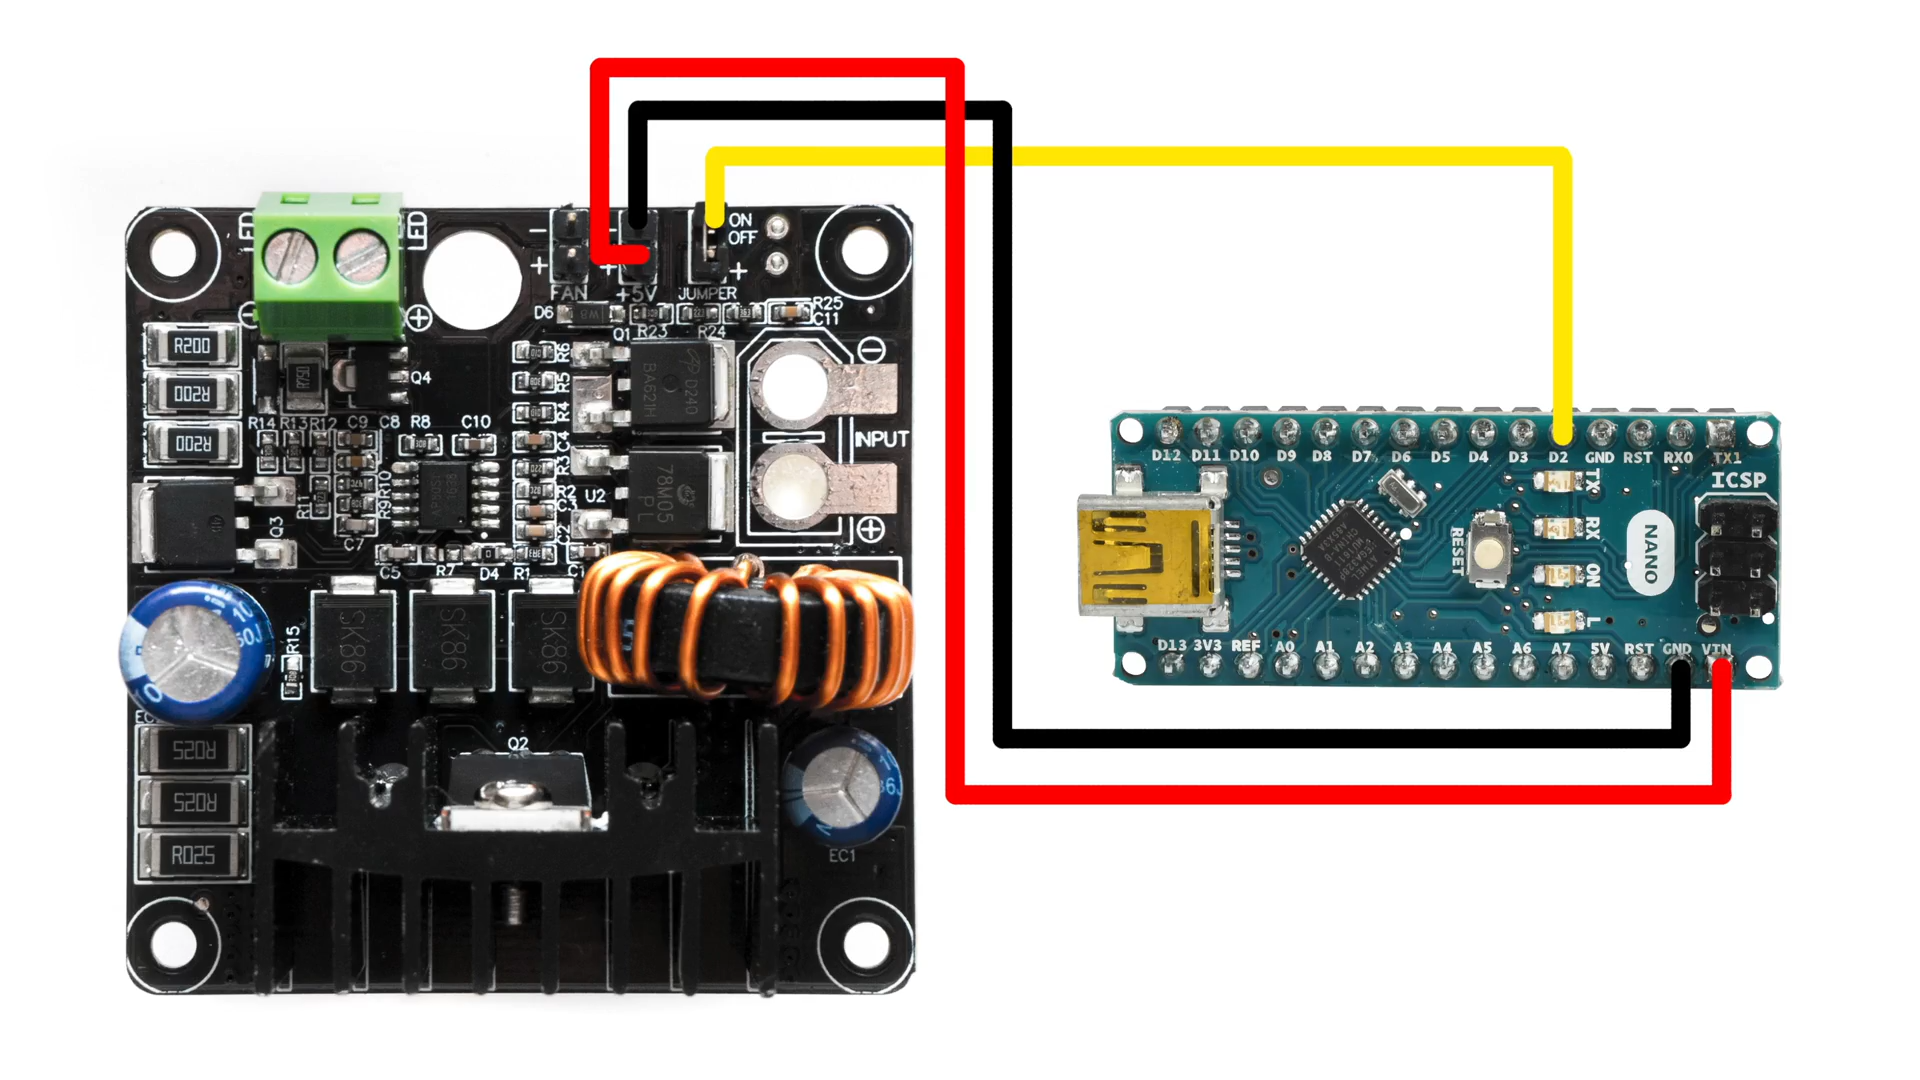 ON
OFF
−
+
+
+
FAN
+5V
JUMPER
D6
R25
C11
Q1
R23
R24
LED
LED
−
+
R200
R200
R200
Q4
R6
R5
R4
C4
R3
R2
C3
C2
BA621H
D240
78M05
PL
U2
INPUT
−
+
R14
R13
R12
C9
C8
R8
C10
R11
R9
R10
C7
Q3
C5
R7
D4
R1
C1
R15
SK86
SK86
SK86
Q2
R025
R025
R025
EC1
D12
D11
D10
D9
D8
D7
D6
D5
D4
D3
D2
GND
RST
RX0
TX1
ICSP
TX
RX
ON
L
RESET
NANO
ATMEL
D13
3V3
REF
A0
A1
A2
A3
A4
A5
A6
A7
5V
RST
GND
VIN